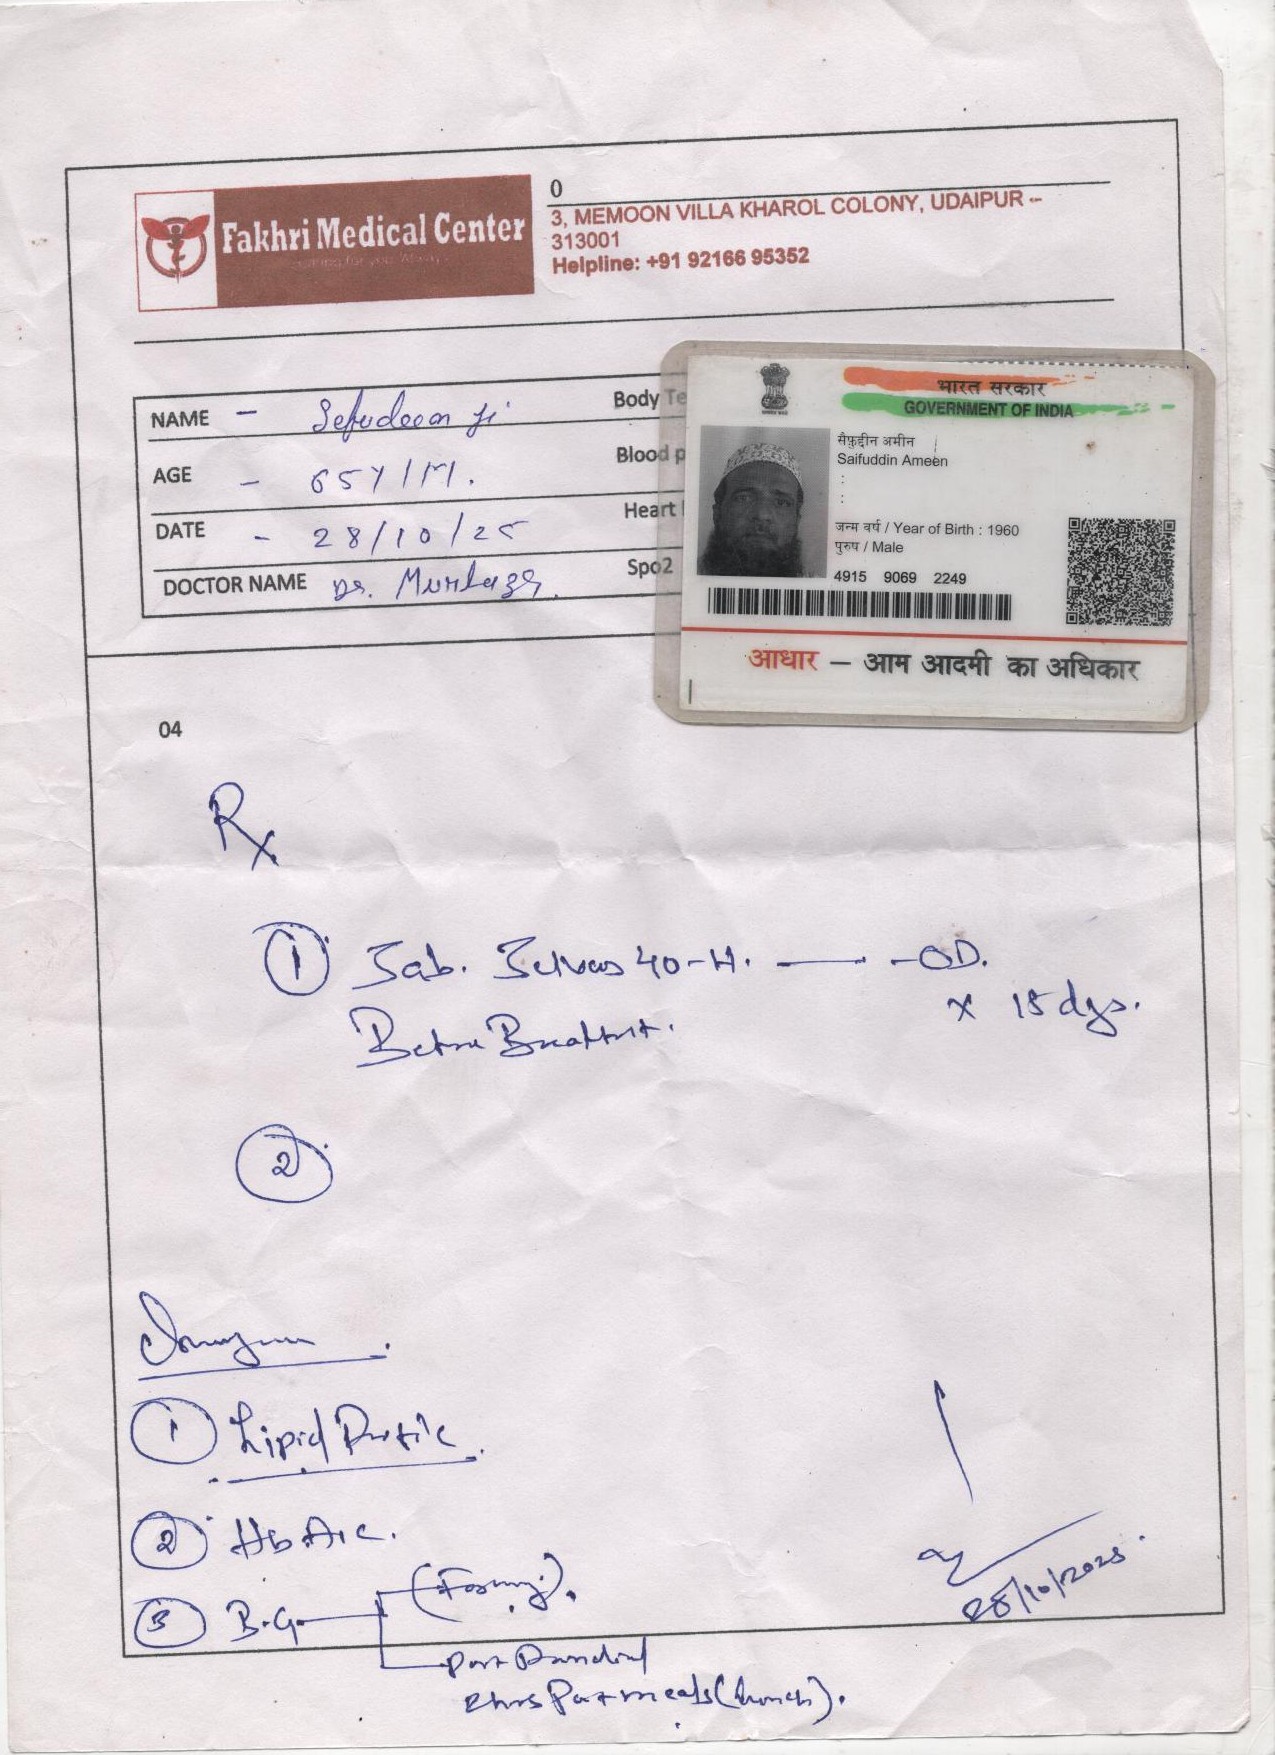 0
Fakhri Medical Center
3, MEMOON VILLA KHAROL COLONY, UDAIPUR -
313001
Helpline: +91 92166 95352
NAME - Sefudeen ji
Body Te
AGE - 65Y/M.
Blood p
DATE - 28/10/25
Heart
DOCTOR NAME Dr. Murtaza.
Spo2
भारत सरकार
GOVERNMENT OF INDIA
सैफ़ुद्दीन अमीन
Saifuddin Ameen
:
:
जन्म वर्ष / Year of Birth : 1960
पुरुष / Male
4915 9069 2249
आधार – आम आदमी का अधिकार
04
Rx
1 Tab. Telvas 40-H. — -OD.
x 15 dys.
Before Breakfast.
2
1 Lipid Profile.
2 HbA1c.
3 B.G.
(Fasting).
Post Prandial
2hrs Post meals (Lunch).
28/10/2025